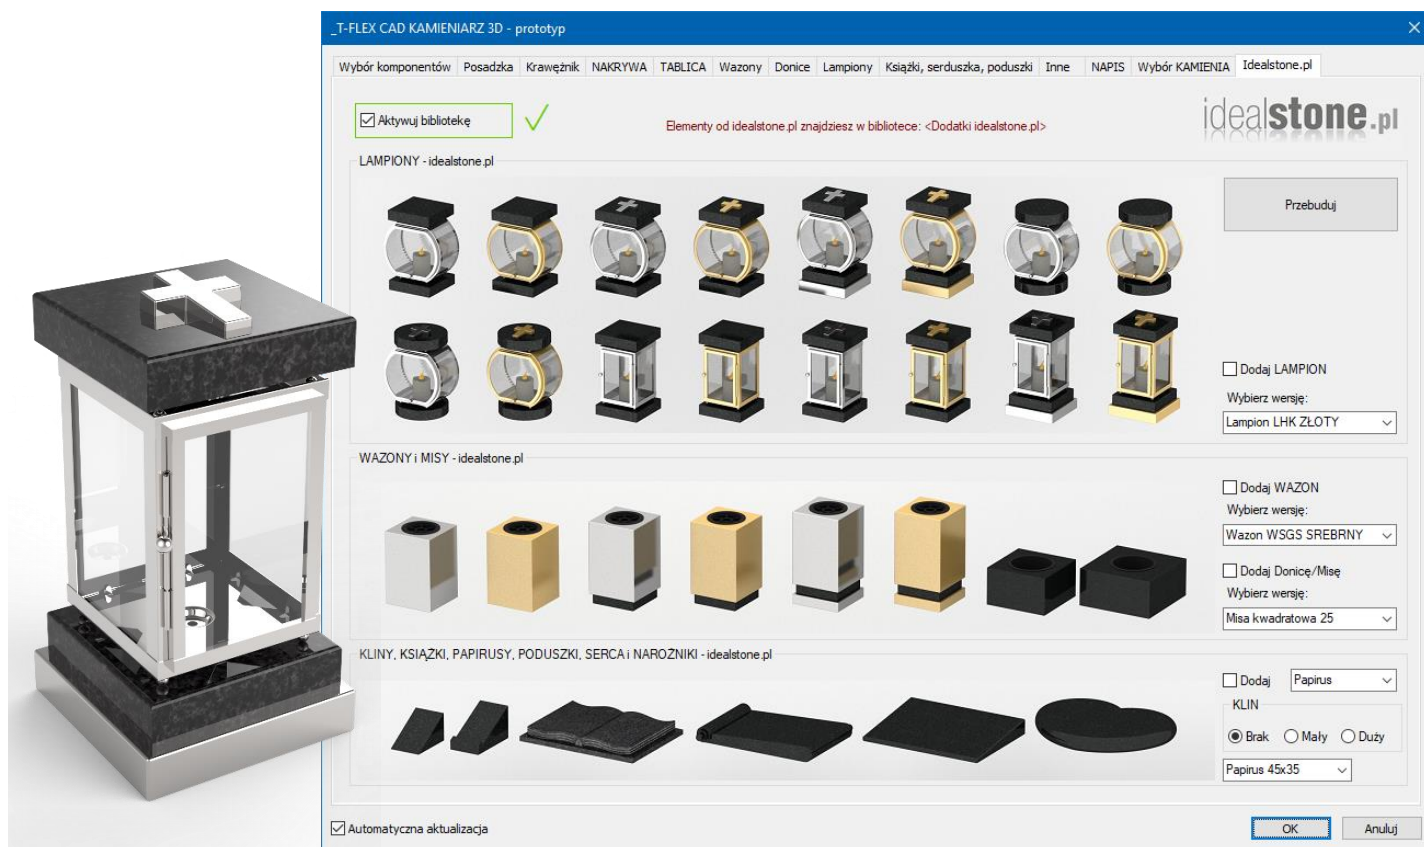 _T-FLEX CAD KAMIENIARZ 3D - prototyp
Wybór komponentów Posadzka Krawężnik NAKRYWA TABLICA Wazony Donice Lampiony Książki, serduszka, poduszki Inne NAPIS Wybór KAMIENIA Idealstone.pl
Aktywuj bibliotekę
Elementy od idealstone.pl znajdziesz w bibliotece: <Dodatki idealstone.pl>
idealstone.pl
LAMPIONY - idealstone.pl
Przebuduj
Dodaj LAMPION
Wybierz wersję:
Lampion LHK ZŁOTY
WAZONY i MISY - idealstone.pl
Dodaj WAZON
Wybierz wersję:
Wazon WSGS SREBRNY
Dodaj Donicę/Misę
Wybierz wersję:
Misa kwadratowa 25
KLINY, KSIĄŻKI, PAPIRUSY, PODUSZKI, SERCA i NAROŻNIKI - idealstone.pl
Dodaj Papirus
KLIN
Brak Mały Duży
Papirus 45x35
Automatyczna aktualizacja
OK Anuluj